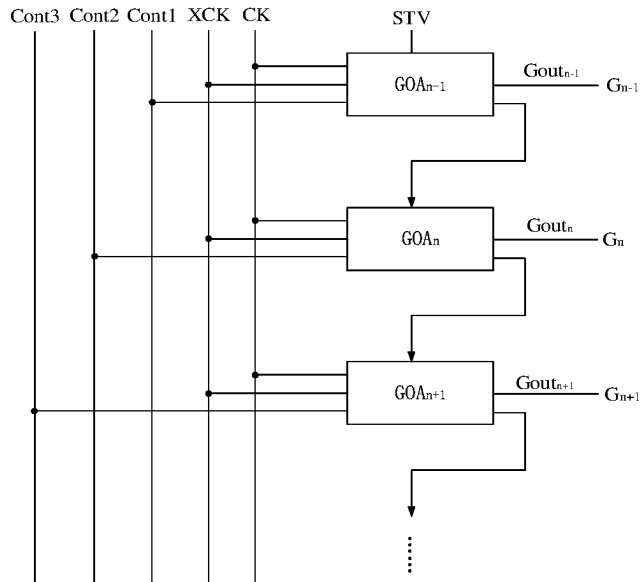 Cont3 Cont2 Cont1 XCK CK STV
GOAn-1
Goutn-1
Gn-1
GOAn
Goutn
Gn
GOAn+1
Goutn+1
Gn+1
......